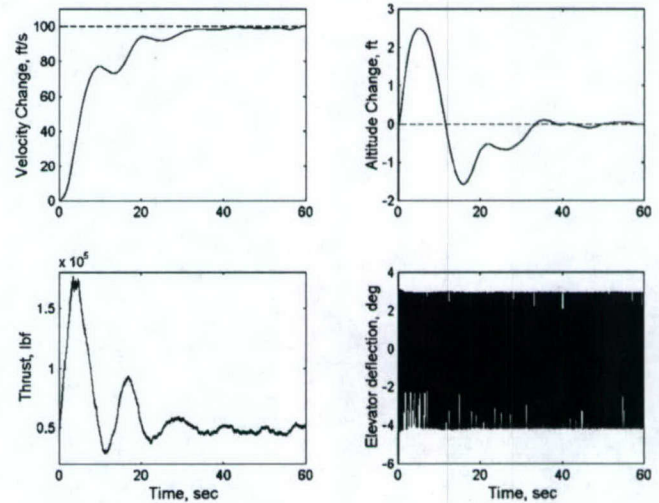 Velocity Change, ft/s
100
80
60
40
20
0
0 20 40 60
Altitude Change, ft
3
2
1
0
-1
-2
0 20 40 60
x 10^5
Thrust, lbf
1.5
1
0.5
0 20 40 60
Time, sec
Elevator deflection, deg
4
2
0
-2
-4
-6
0 20 40 60
Time, sec